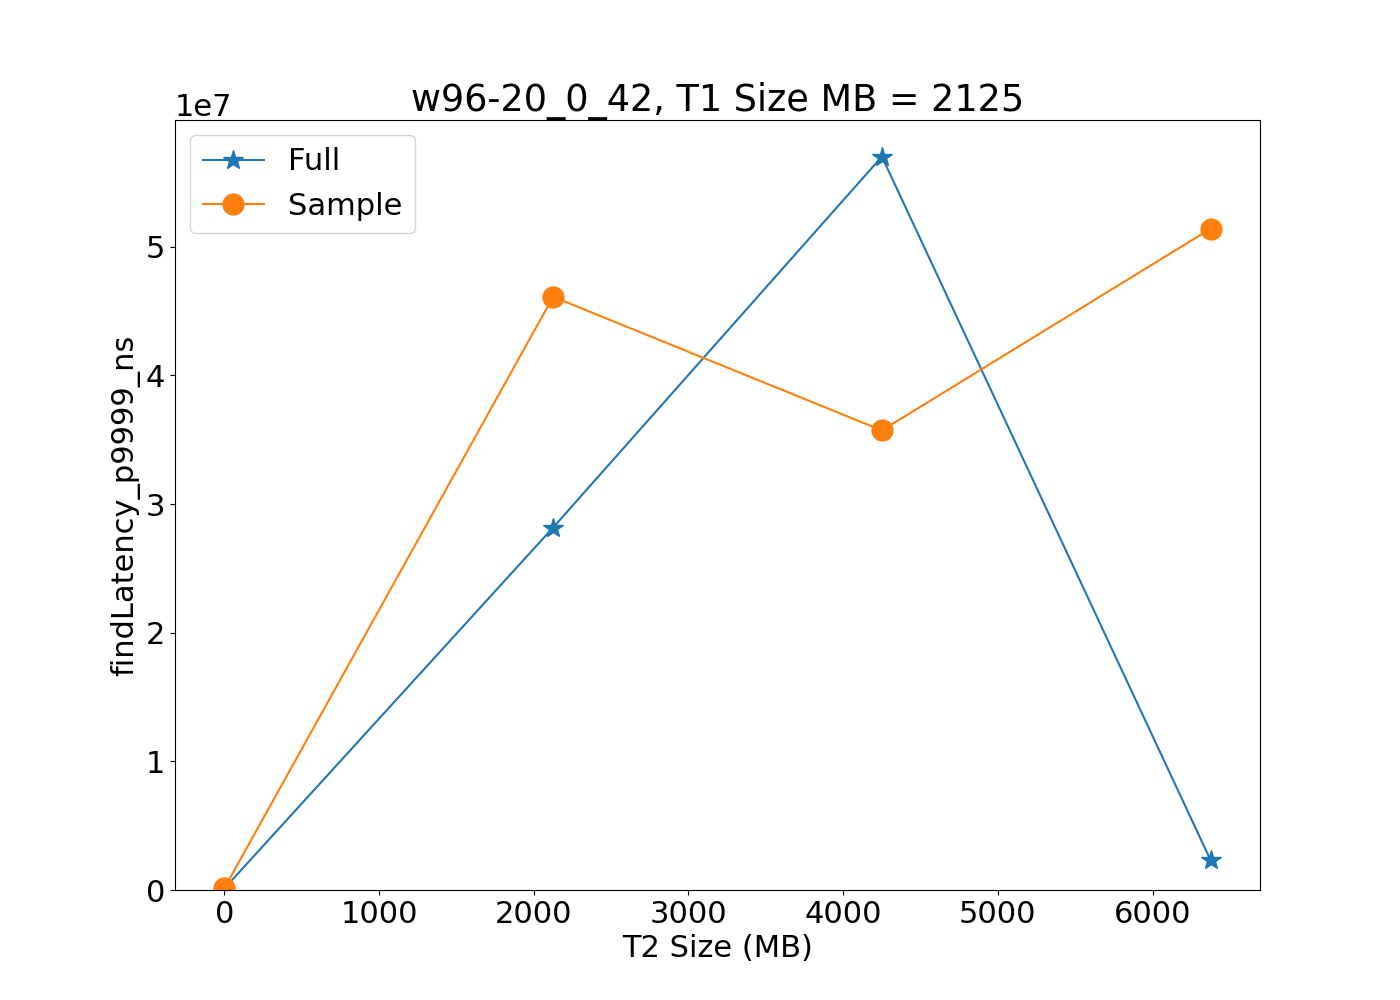 w96-20_0_42, T1 Size MB = 2125
1e7
Full
Sample
5
4
3
2
1
0
findLatency_p9999_ns
0 1000 2000 3000 4000 5000 6000
T2 Size (MB)